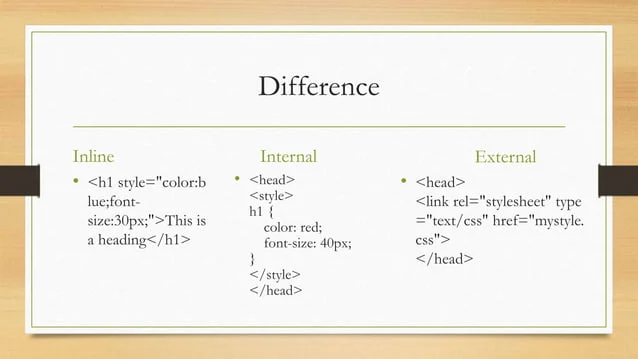 Difference
Inline
• <h1 style="color:b
lue;font-
size:30px;">This is
a heading</h1>
Internal
• <head>
<style>
h1 {
color: red;
font-size: 40px;
}
</style>
</head>
External
• <head>
<link rel="stylesheet" type
="text/css" href="mystyle.
css">
</head>